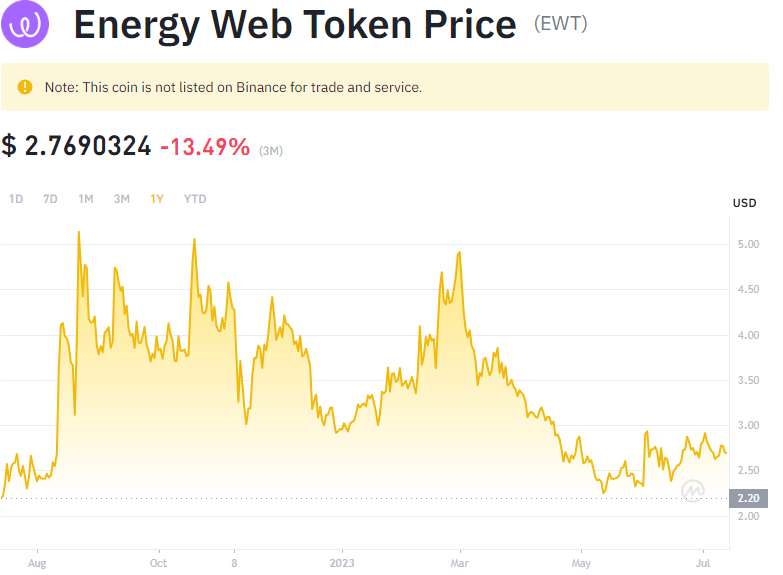 Energy Web Token Price (EWT)
Note: This coin is not listed on Binance for trade and service.
$ 2.7690324 -13.49% (3M)
1D 7D 1M 3M 1Y YTD
USD
5.00
4.50
4.00
3.50
3.00
2.50
2.20
2.00
Aug Oct 8 2023 Mar May Jul